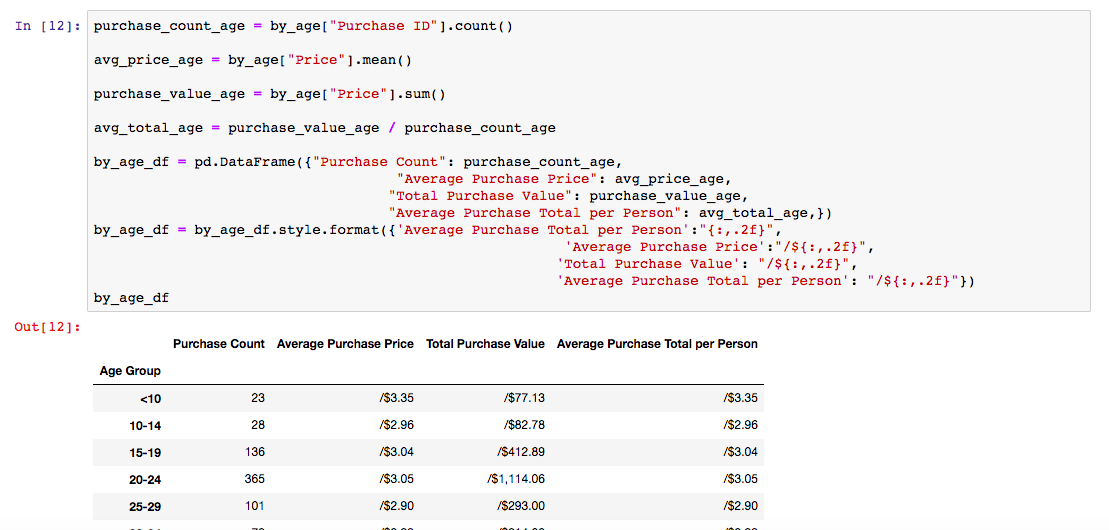 In [12]: purchase_count_age = by_age["Purchase ID"].count()
avg_price_age = by_age["Price"].mean()
purchase_value_age = by_age["Price"].sum()
avg_total_age = purchase_value_age / purchase_count_age
by_age_df = pd.DataFrame({"Purchase Count": purchase_count_age,
"Average Purchase Price": avg_price_age,
"Total Purchase Value": purchase_value_age,
"Average Purchase Total per Person": avg_total_age,})
by_age_df = by_age_df.style.format({'Average Purchase Total per Person':"{:,.2f}",
'Average Purchase Price':"/${:,.2f}",
'Total Purchase Value': "/${:,.2f}",
'Average Purchase Total per Person': "/${:,.2f}"})
by_age_df
Out[12]:
Purchase Count Average Purchase Price Total Purchase Value Average Purchase Total per Person
Age Group
<10 23 /$3.35 /$77.13 /$3.35
10-14 28 /$2.96 /$82.78 /$2.96
15-19 136 /$3.04 /$412.89 /$3.04
20-24 365 /$3.05 /$1,114.06 /$3.05
25-29 101 /$2.90 /$293.00 /$2.90